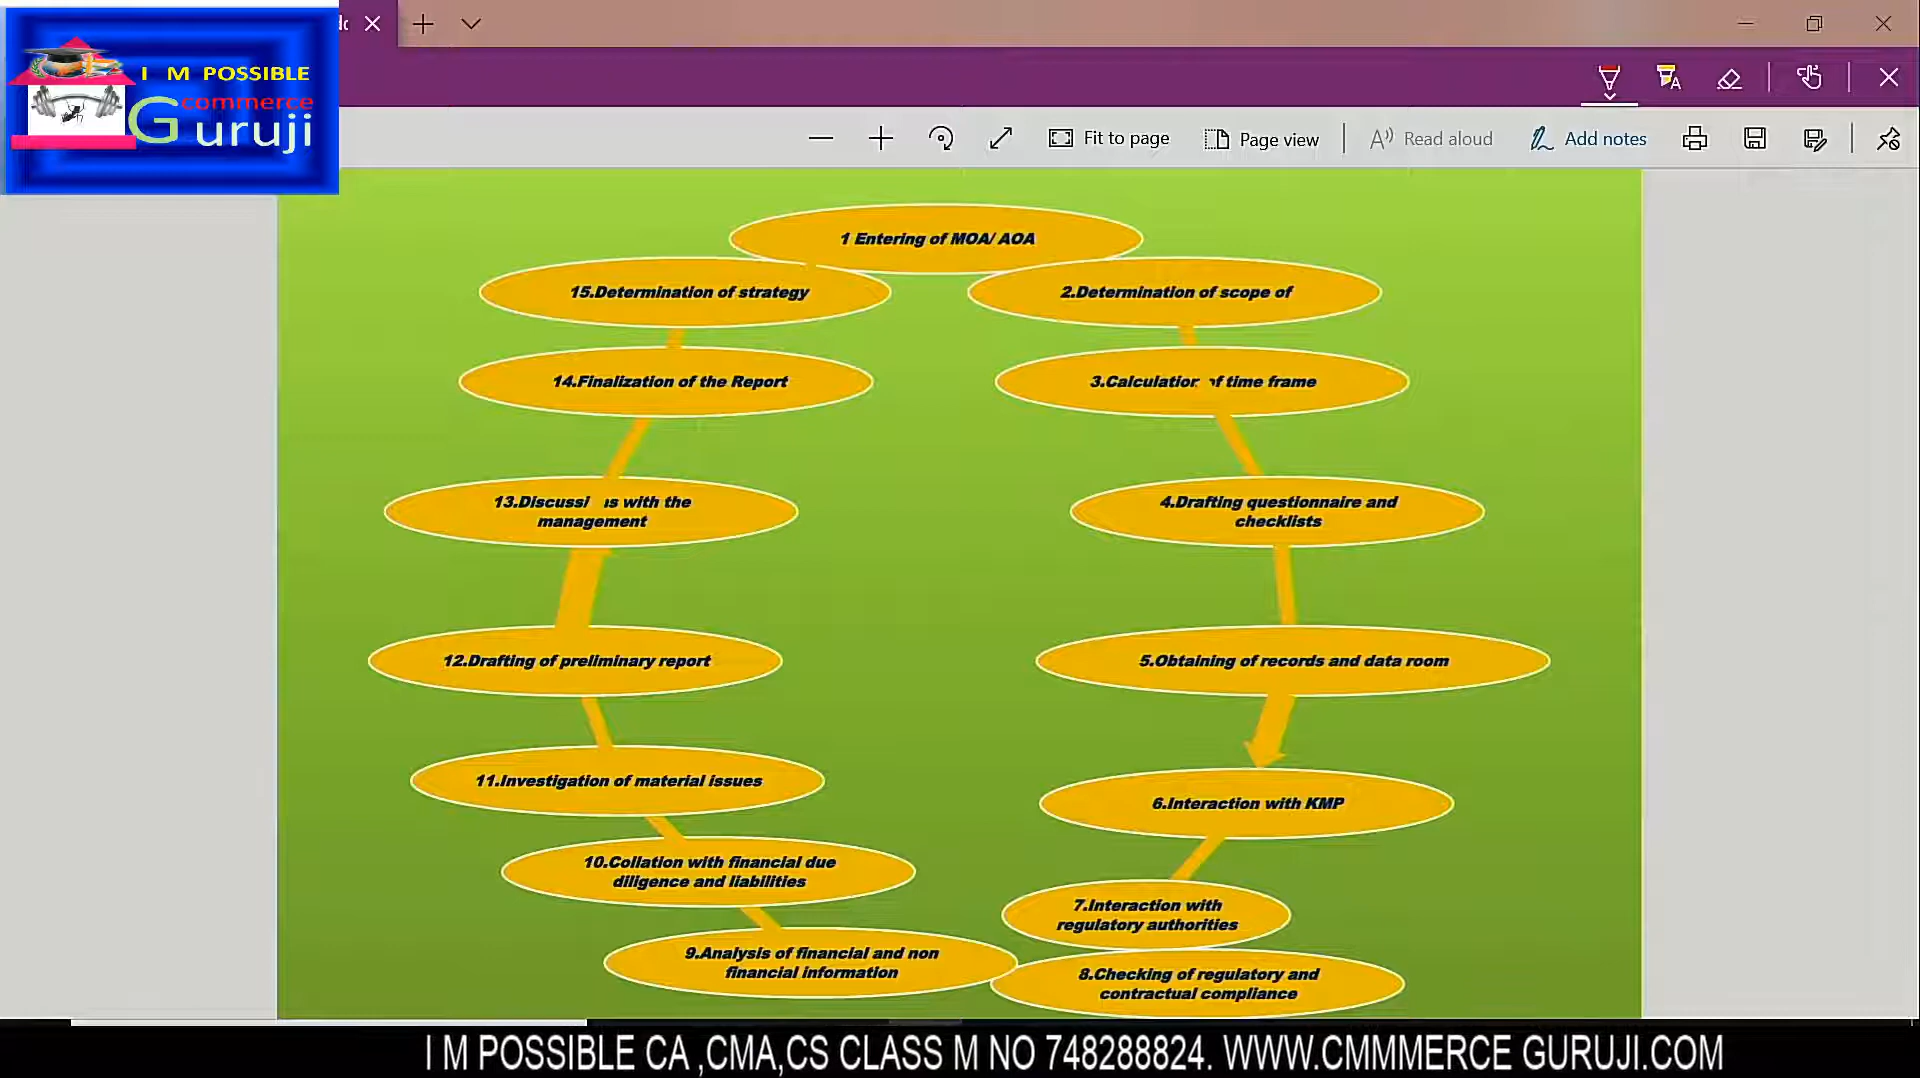 I M POSSIBLE
commerce
Guruji
Fit to page
Page view
Read aloud
Add notes
1 Entering of MOA/ AOA
15.Determination of strategy
2.Determination of scope of
14.Finalization of the Report
3.Calculation of time frame
13.Discussi ns with the
management
4.Drafting questionnaire and
checklists
12.Drafting of preliminary report
5.Obtaining of records and data room
11.Investigation of material issues
6.Interaction with KMP
10.Collation with financial due
diligence and liabilities
7.Interaction with
regulatory authorities
9.Analysis of financial and non
financial information
8.Checking of regulatory and
contractual compliance
I M POSSIBLE CA ,CMA,CS CLASS M NO 748288824. WWW.CMMMERCE GURUJI.COM